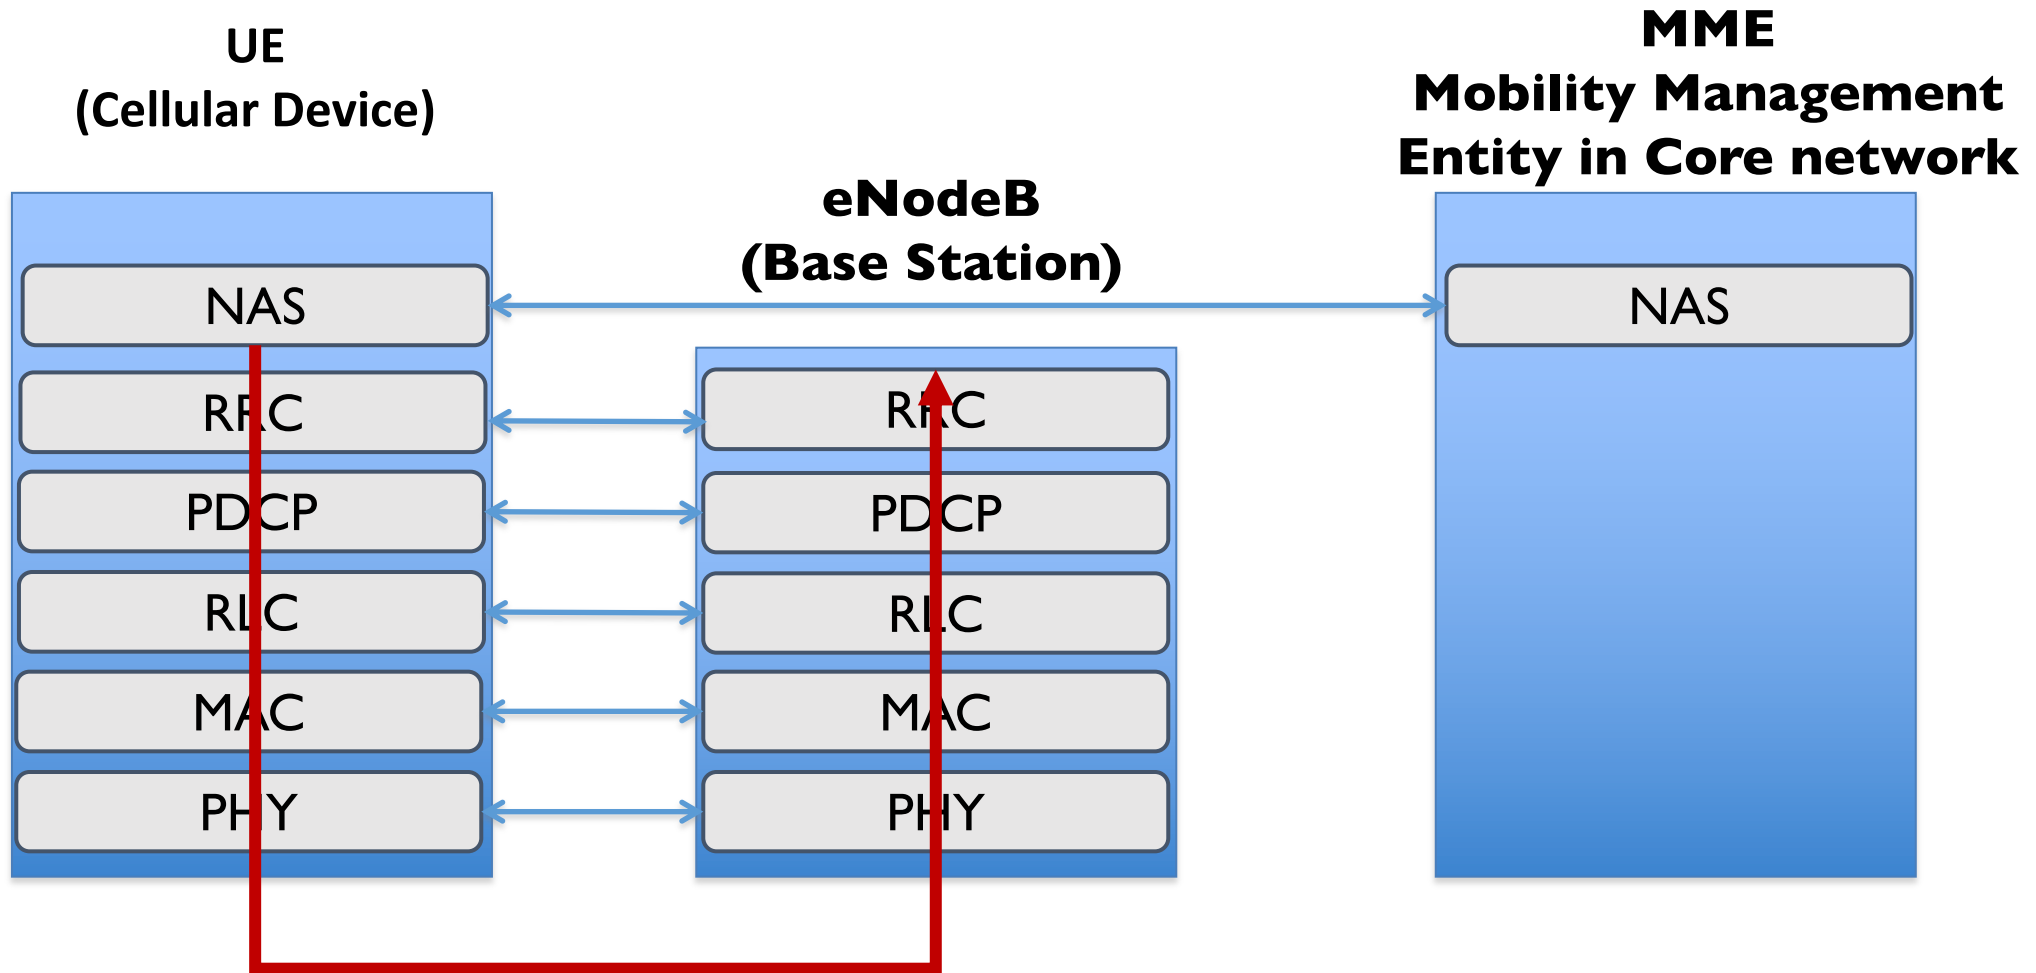 UE
(Cellular Device)
NAS
RRC
PDCP
RLC
MAC
PHY
eNodeB
(Base Station)
RRC
PDCP
RLC
MAC
PHY
MME
Mobility Management
Entity in Core network
NAS